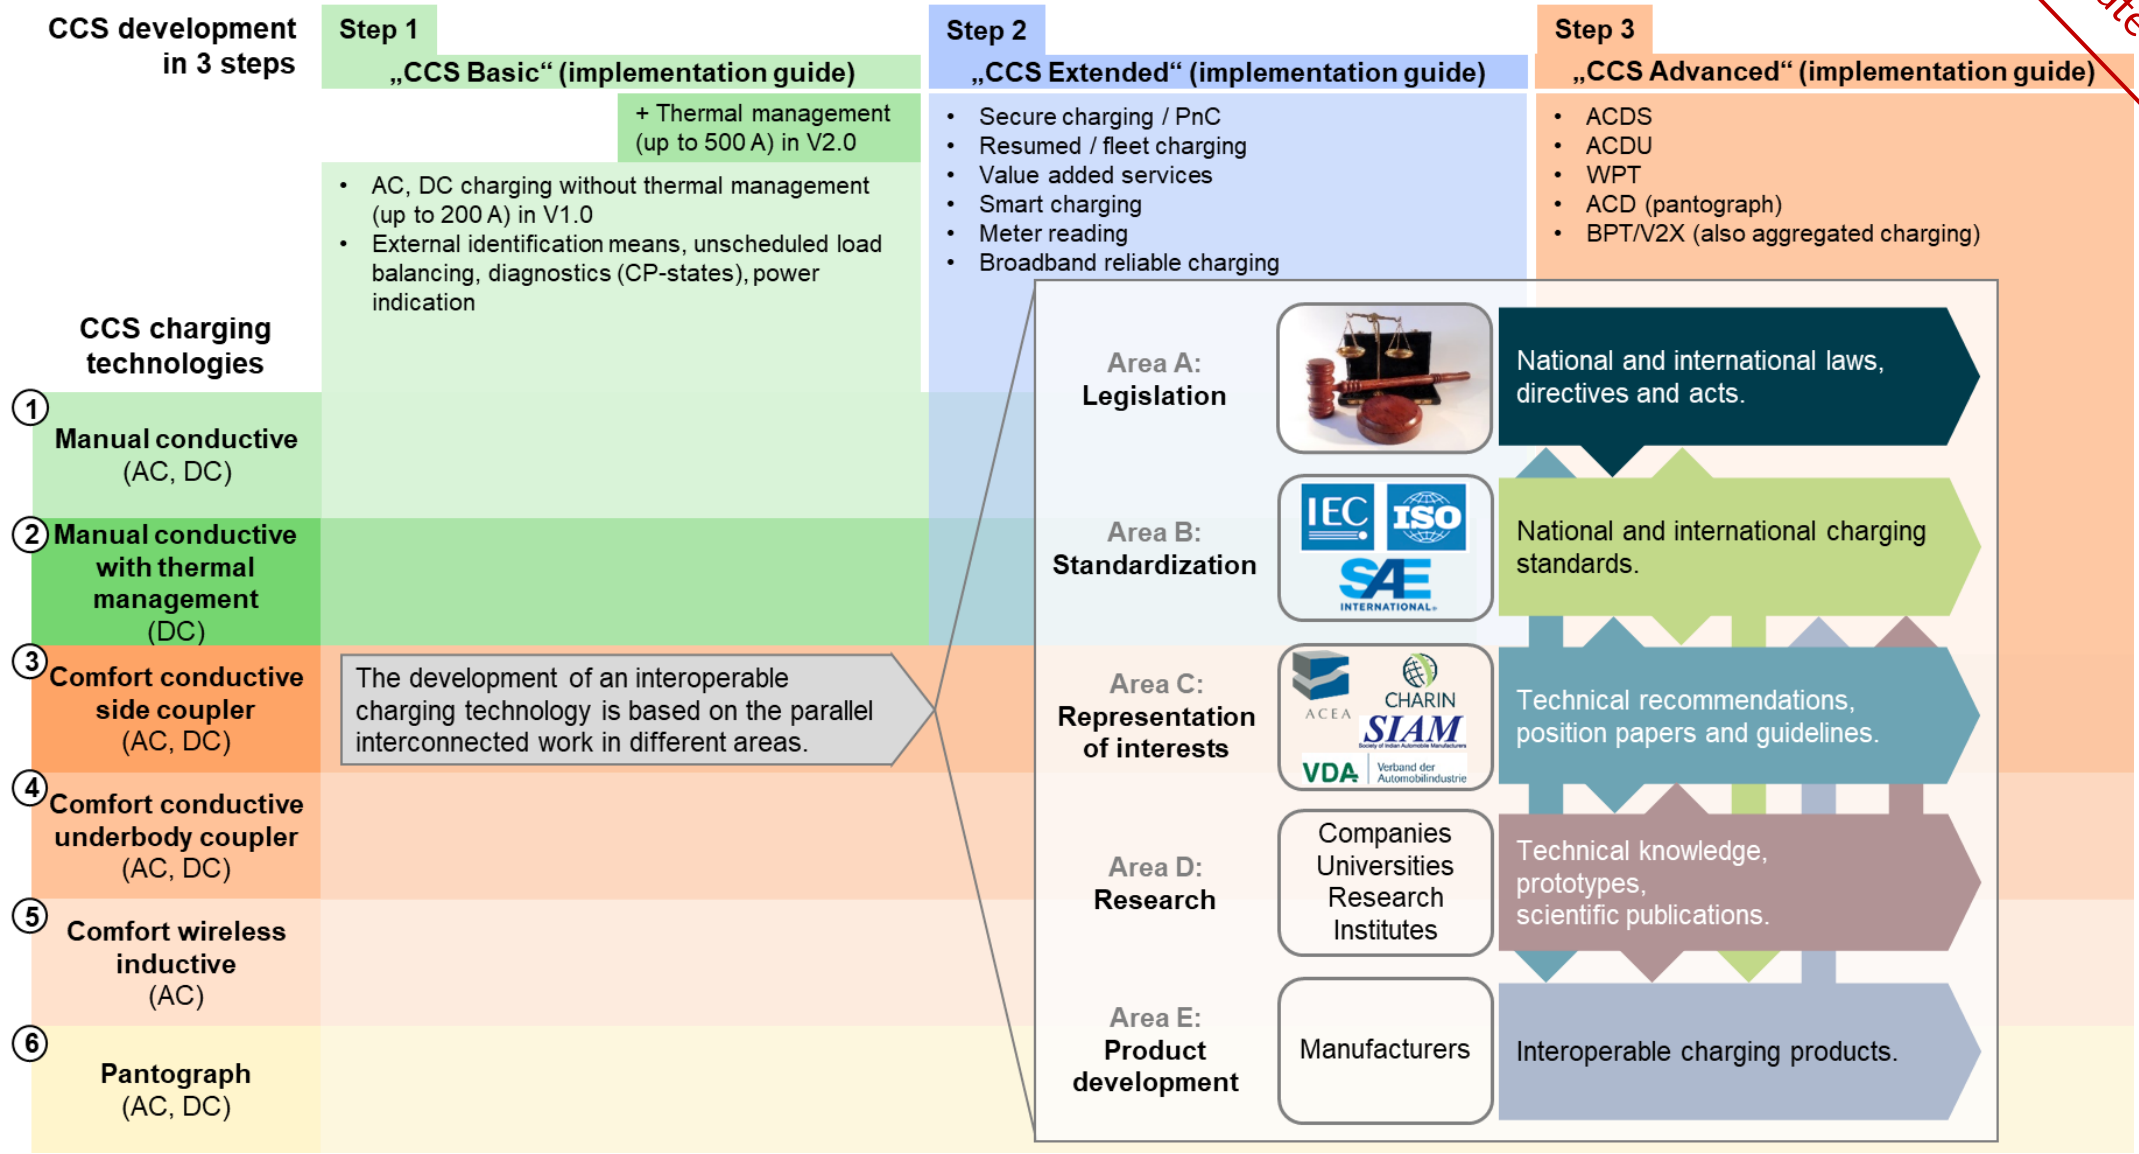 CCS development
in 3 steps
Step 1
„CCS Basic“ (implementation guide)
+ Thermal management
(up to 500 A) in V2.0
• AC, DC charging without thermal management
(up to 200 A) in V1.0
• External identification means, unscheduled load
balancing, diagnostics (CP-states), power
indication
Step 2
„CCS Extended“ (implementation guide)
• Secure charging / PnC
• Resumed / fleet charging
• Value added services
• Smart charging
• Meter reading
• Broadband reliable charging
Step 3
„CCS Advanced“ (implementation guide)
• ACDS
• ACDU
• WPT
• ACD (pantograph)
• BPT/V2X (also aggregated charging)
CCS charging
technologies
1
Manual conductive
(AC, DC)
2
Manual conductive
with thermal
management
(DC)
3
Comfort conductive
side coupler
(AC, DC)
4
Comfort conductive
underbody coupler
(AC, DC)
5
Comfort wireless
inductive
(AC)
6
Pantograph
(AC, DC)
The development of an interoperable
charging technology is based on the parallel
interconnected work in different areas.
Area A:
Legislation
National and international laws,
directives and acts.
Area B:
Standardization
IEC
ISO
SAE
INTERNATIONAL®
National and international charging
standards.
Area C:
Representation
of interests
ACEA
CHARIN
SIAM
Society of Indian Automobile Manufacturers
VDA
Verband der
Automobilindustrie
Technical recommendations,
position papers and guidelines.
Area D:
Research
Companies
Universities
Research
Institutes
Technical knowledge,
prototypes,
scientific publications.
Area E:
Product
development
Manufacturers
Interoperable charging products.